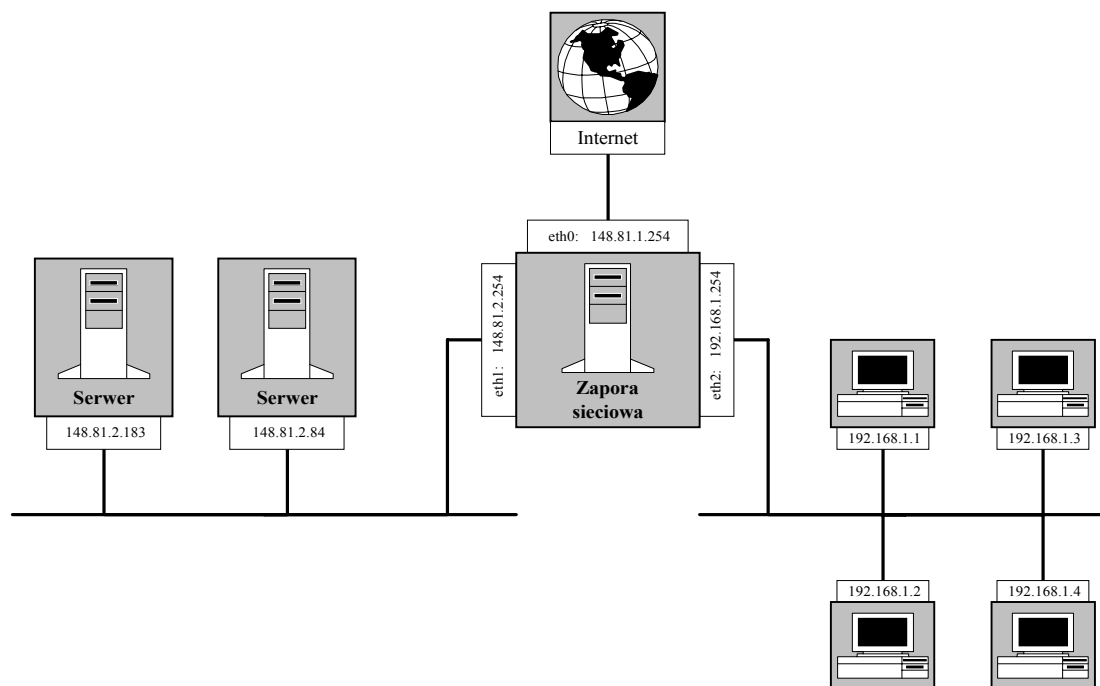 Internet
eth0: 148.81.1.254
eth1: 148.81.2.254
eth2: 192.168.1.254
Zapora
sieciowa
Serwer
Serwer
148.81.2.183
148.81.2.84
192.168.1.1
192.168.1.3
192.168.1.2
192.168.1.4